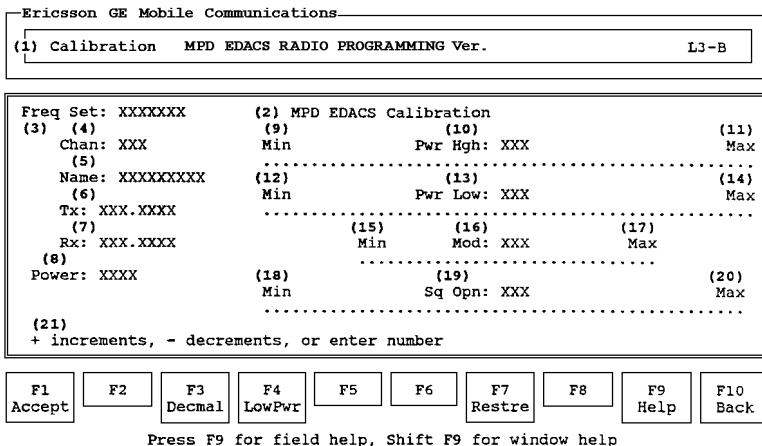 Ericsson GE Mobile Communications
(1) Calibration MPD EDACS RADIO PROGRAMMING Ver. L3-B
Freq Set: XXXXXXX (2) MPD EDACS Calibration
(3) (4) (9) (10) (11)
Chan: XXX Min Pwr Hgh: XXX Max
(5) ....................................................
Name: XXXXXXXXX (12) (13) (14)
(6) Min Pwr Low: XXX Max
Tx: XXX.XXXX ....................................................
(7) (15) (16) (17)
Rx: XXX.XXXX Min Mod: XXX Max
(8) ...............................
Power: XXXX (18) (19) (20)
Min Sq Opn: XXX Max
...................................................
(21)
+ increments, - decrements, or enter number
F1 F2 F3 F4 F5 F6 F7 F8 F9 F10
Accept Decmal LowPwr Restre Help Back
Press F9 for field help, Shift F9 for window help